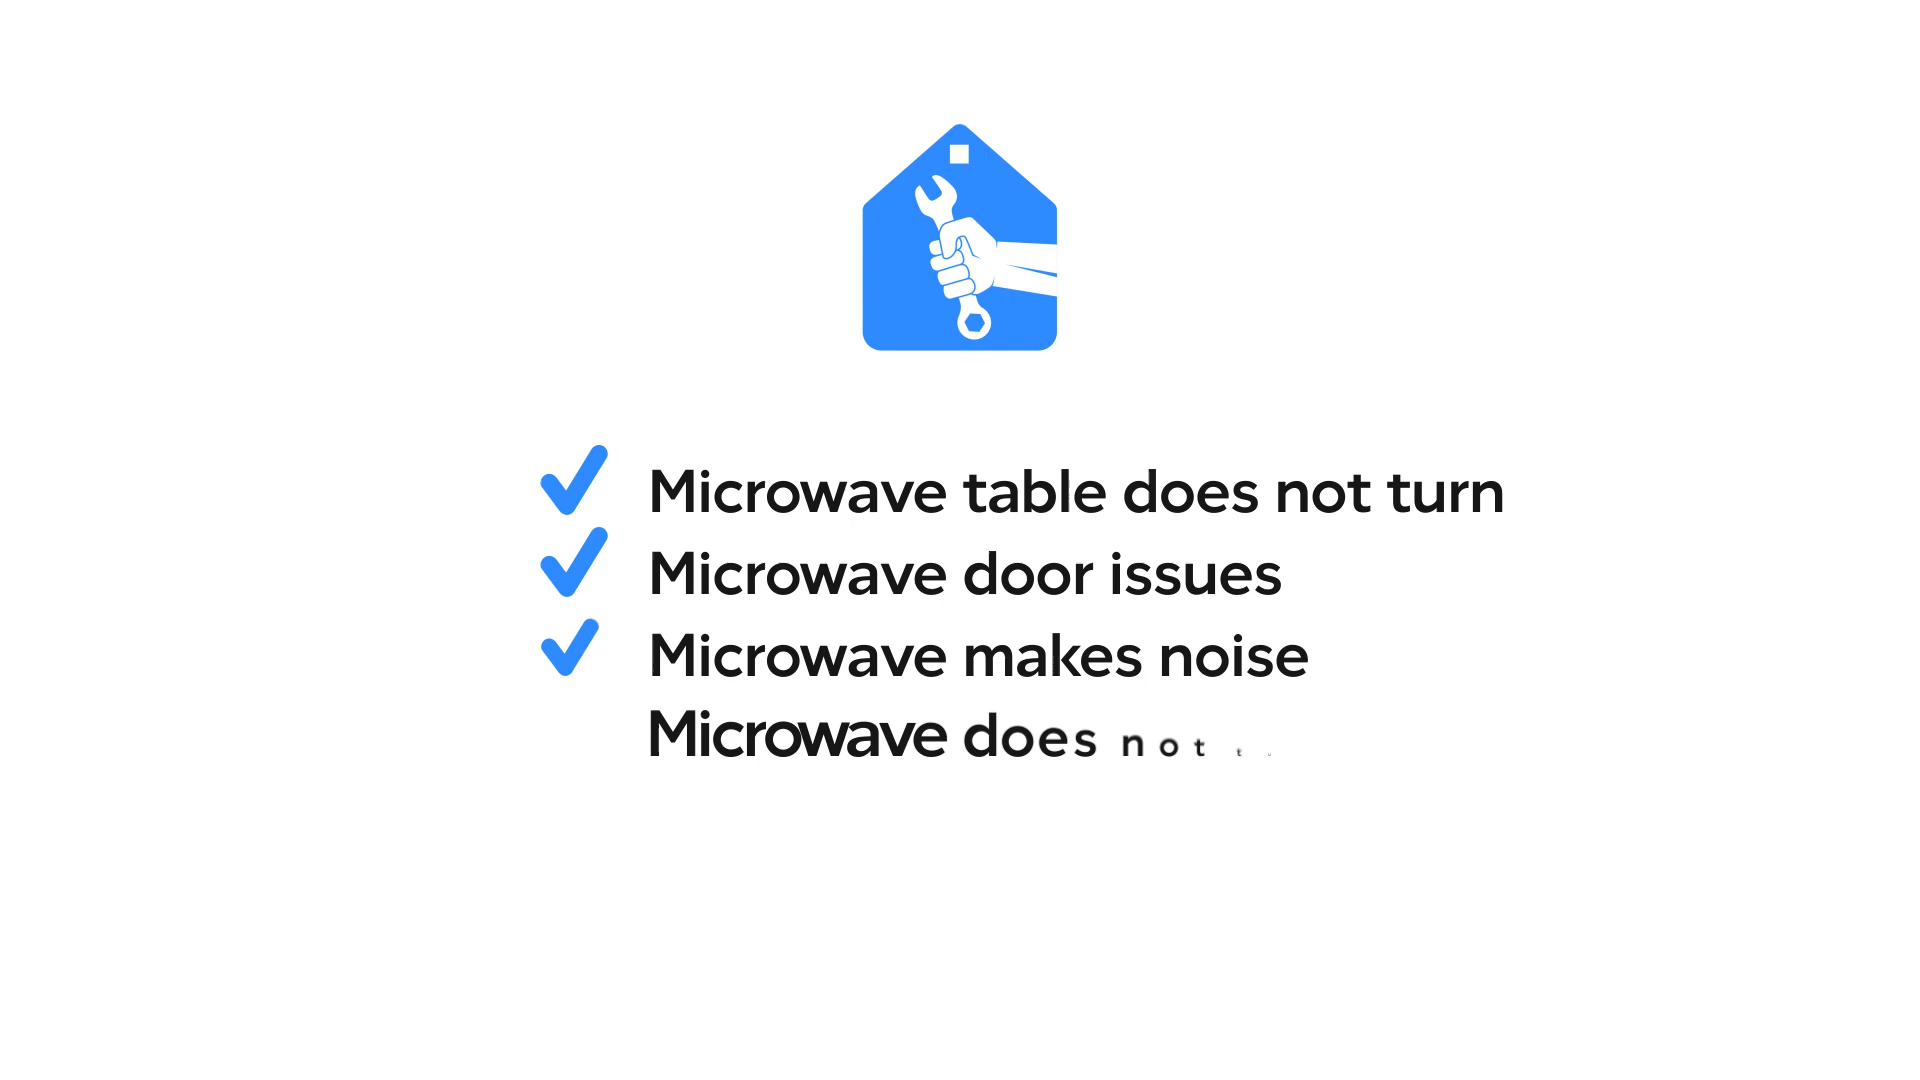 Microwave table does not turn
Microwave door issues
Microwave makes noise
Microwave does not